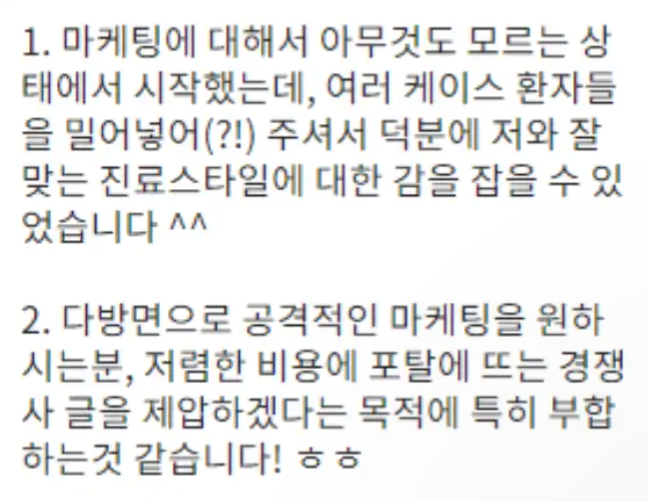 1. 마케팅에 대해서 아무것도 모르는 상
태에서 시작했는데, 여러 케이스 환자들
을 밀어넣어(?!) 주셔서 덕분에 저와 잘
맞는 진료스타일에 대한 감을 잡을 수 있
었습니다 ^^
2. 다방면으로 공격적인 마케팅을 원하
시는분, 저렴한 비용에 포탈에 뜨는 경쟁
사 글을 제압하겠다는 목적에 특히 부합
하는것 같습니다! ㅎㅎ